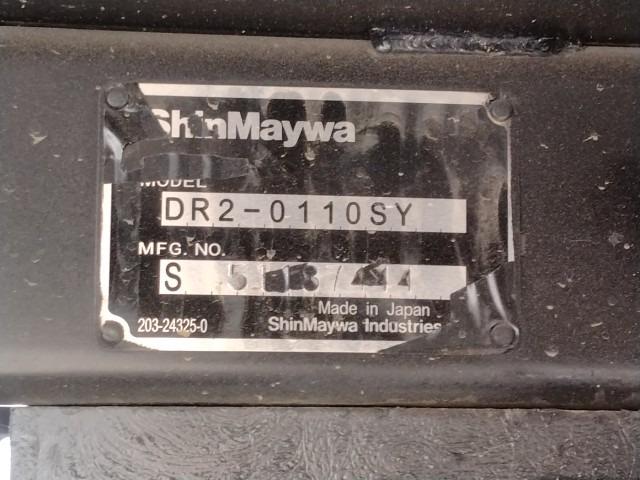 ShinMaywa
MODEL
DR2-0110SY
MFG. NO.
S
Made in Japan
203-24325-0
ShinMaywa Industries